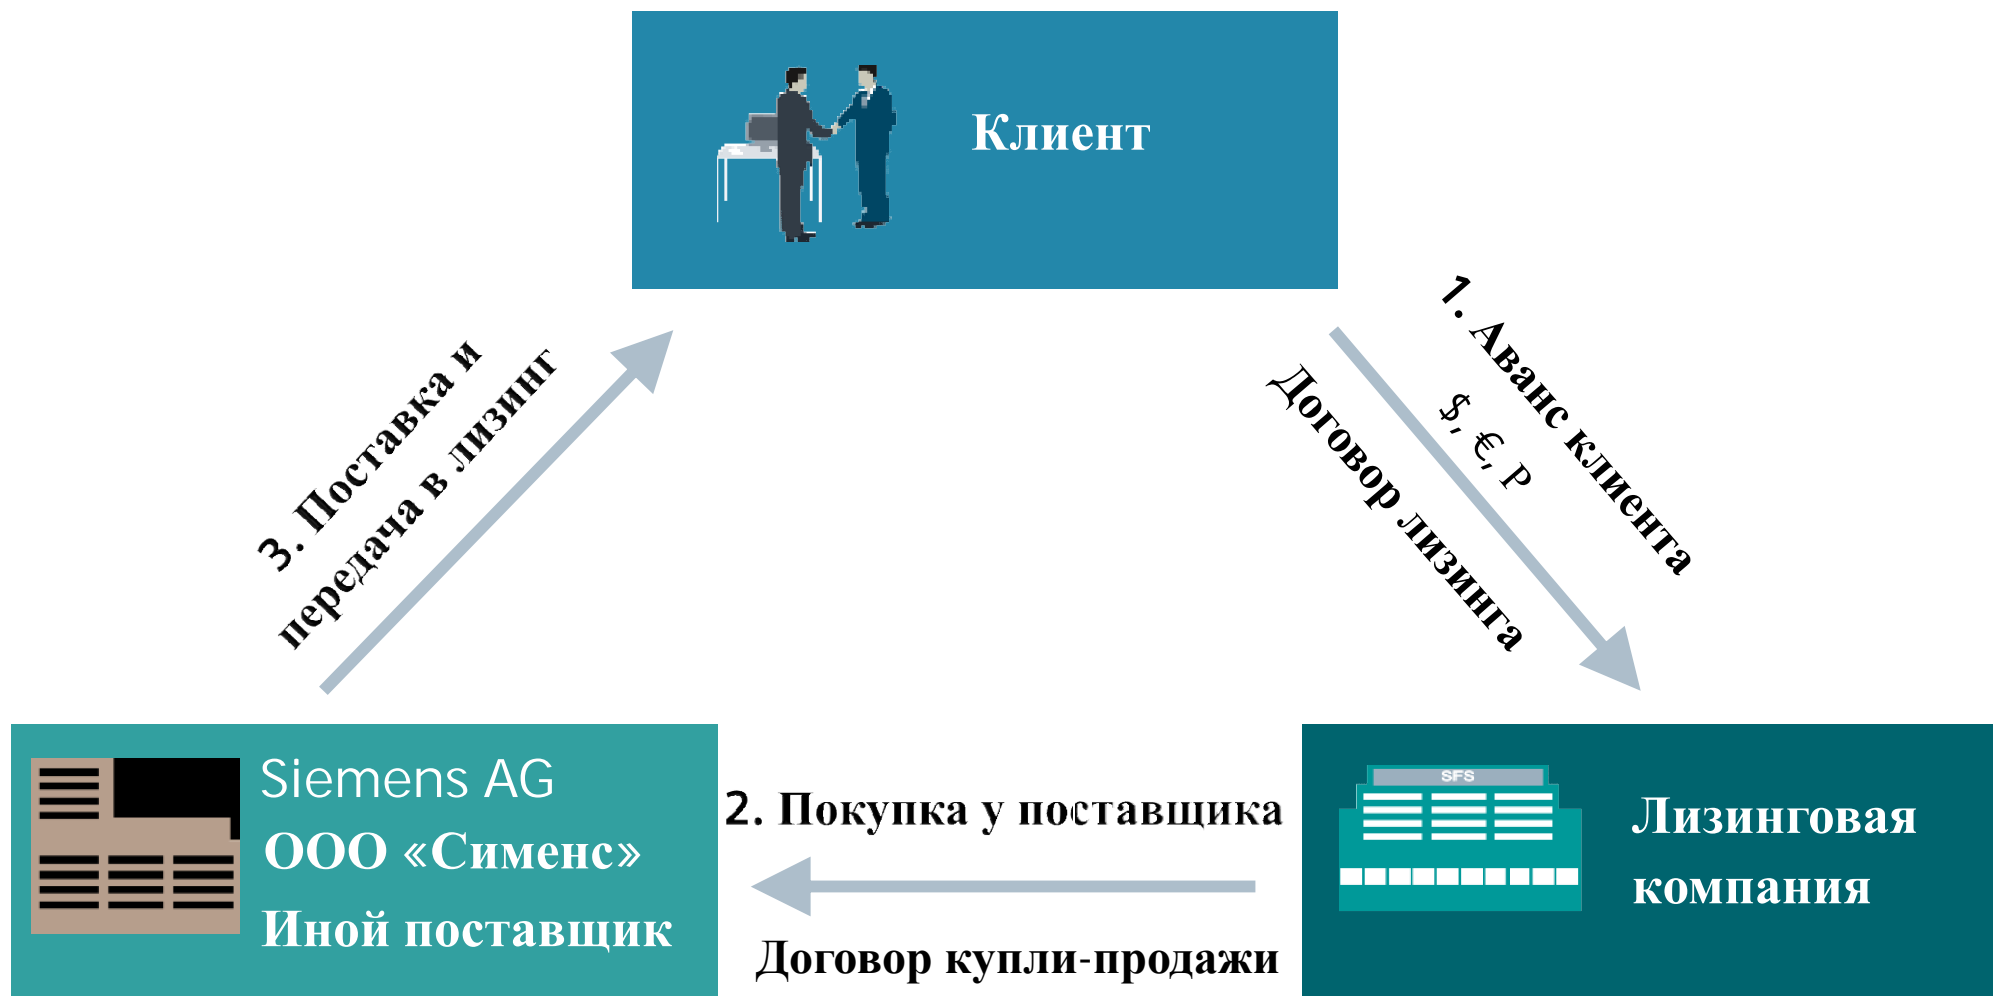 Клиент
1. Аванс клиента
$, €, Р
Договор лизинга
3. Поставка и
передача в лизинг
Siemens AG
ООО «Сименс»
Иной поставщик
2. Покупка у поставщика
Договор купли-продажи
SFS
Лизинговая
компания